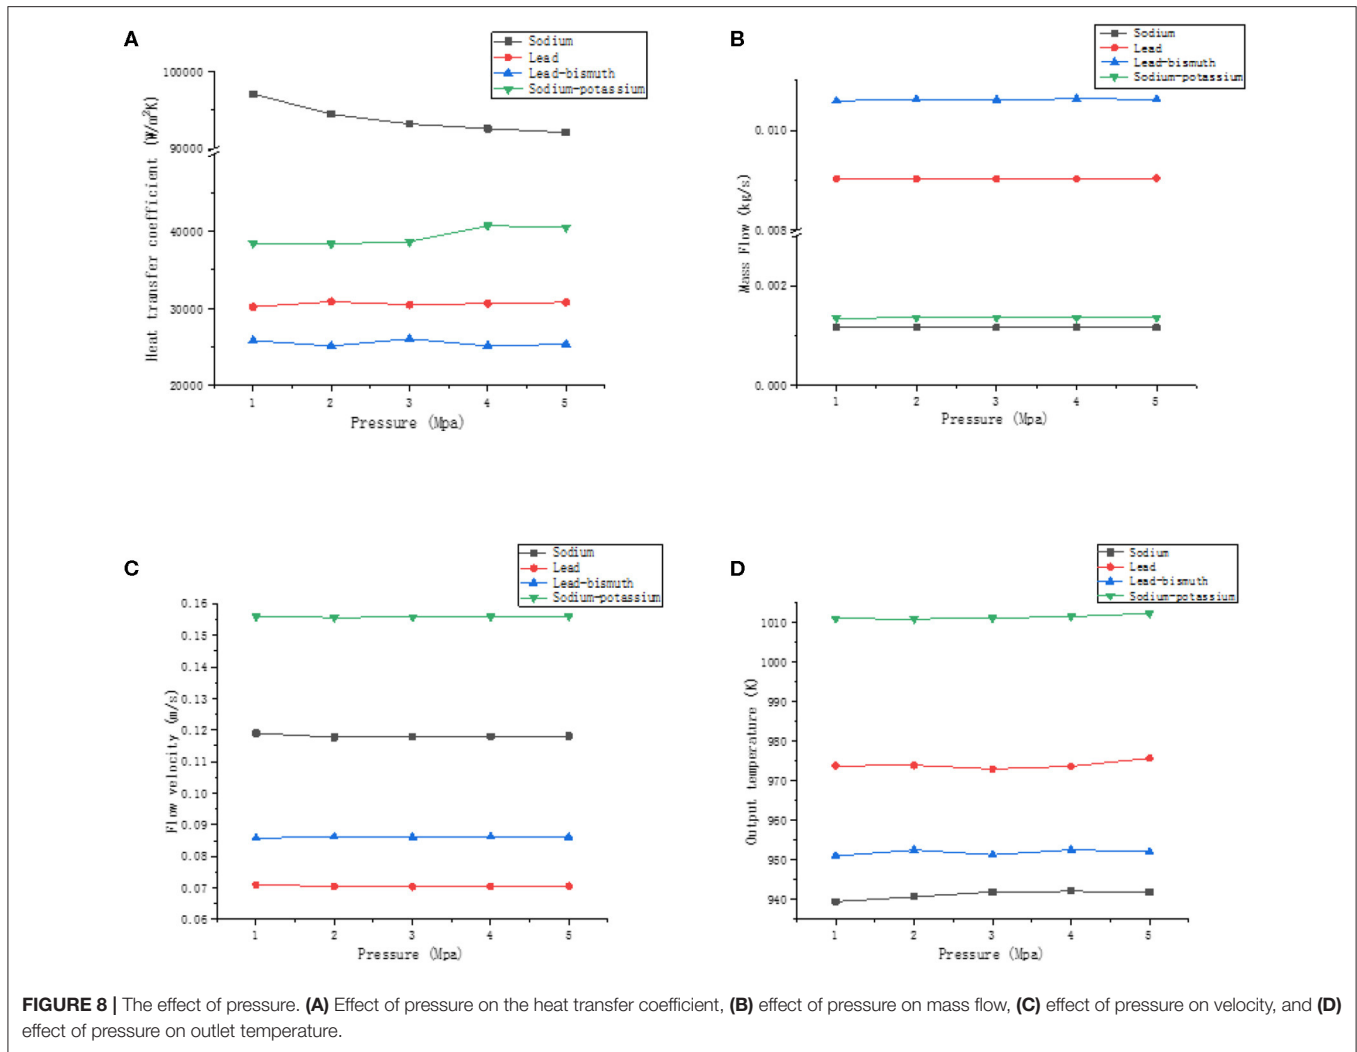 A
Sodium
Lead
Lead-bismuth
Sodium-potassium
100000
90000
40000
30000
20000
Heat transfer coefficient (W/m²K)
1 2 3 4 5
Pressure (Mpa)
B
Sodium
Lead
Lead-bismuth
Sodium-potassium
0.010
0.008
0.002
0.000
Mass Flow (kg/s)
1 2 3 4 5
Pressure (Mpa)
C
Sodium
Lead
Lead-bismuth
Sodium-potassium
0.16
0.15
0.14
0.13
0.12
0.11
0.10
0.09
0.08
0.07
0.06
Flow velocity (m/s)
1 2 3 4 5
Pressure (Mpa)
D
Sodium
Lead
Lead-bismuth
Sodium-potassium
1010
1000
990
980
970
960
950
940
Output temperature (K)
1 2 3 4 5
Pressure (Mpa)
FIGURE 8 | The effect of pressure. (A) Effect of pressure on the heat transfer coefficient, (B) effect of pressure on mass flow, (C) effect of pressure on velocity, and (D)
effect of pressure on outlet temperature.